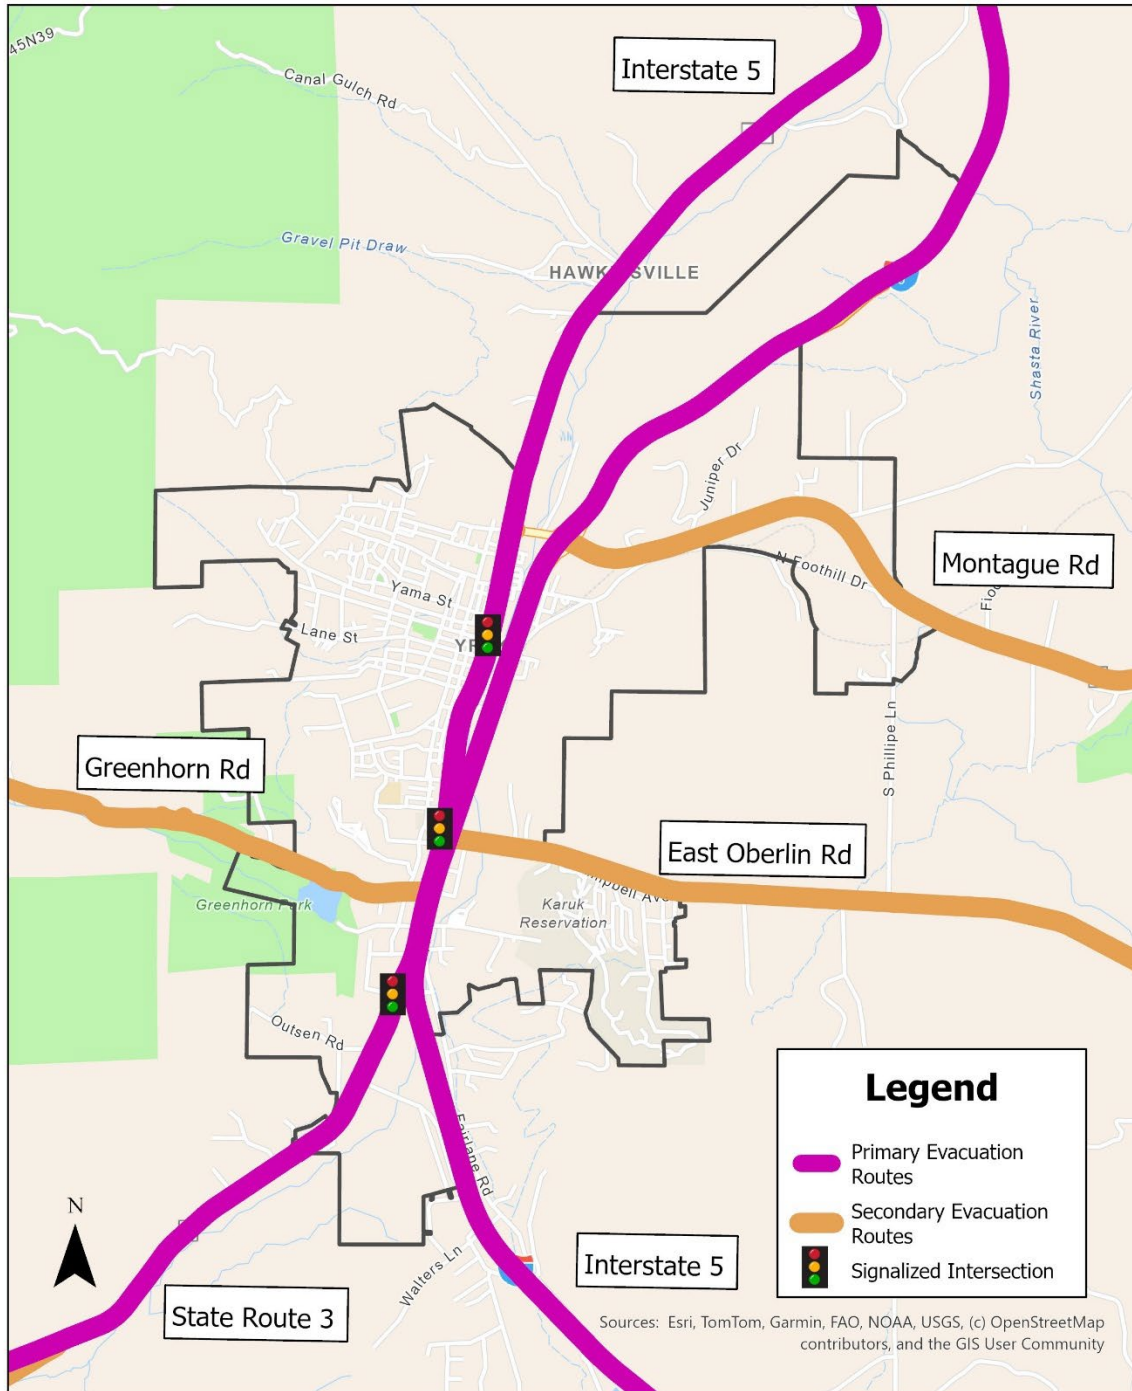 45N39
Canal Gulch Rd
Interstate 5
Gravel Pit Draw
Shasta River
Juniper Dr
Montague Rd
N Foothill Dr
Yama St
Lane St
S Phillipe Ln
Greenhorn Rd
East Oberlin Rd
Greenhorn Park
Karuk
Reservation
Outsen Rd
Fairlane Rd
Walters Ln
Interstate 5
State Route 3
N
Legend
Primary Evacuation
Routes
Secondary Evacuation
Routes
Signalized Intersection
Sources: Esri, TomTom, Garmin, FAO, NOAA, USGS, (c) OpenStreetMap
contributors, and the GIS User Community